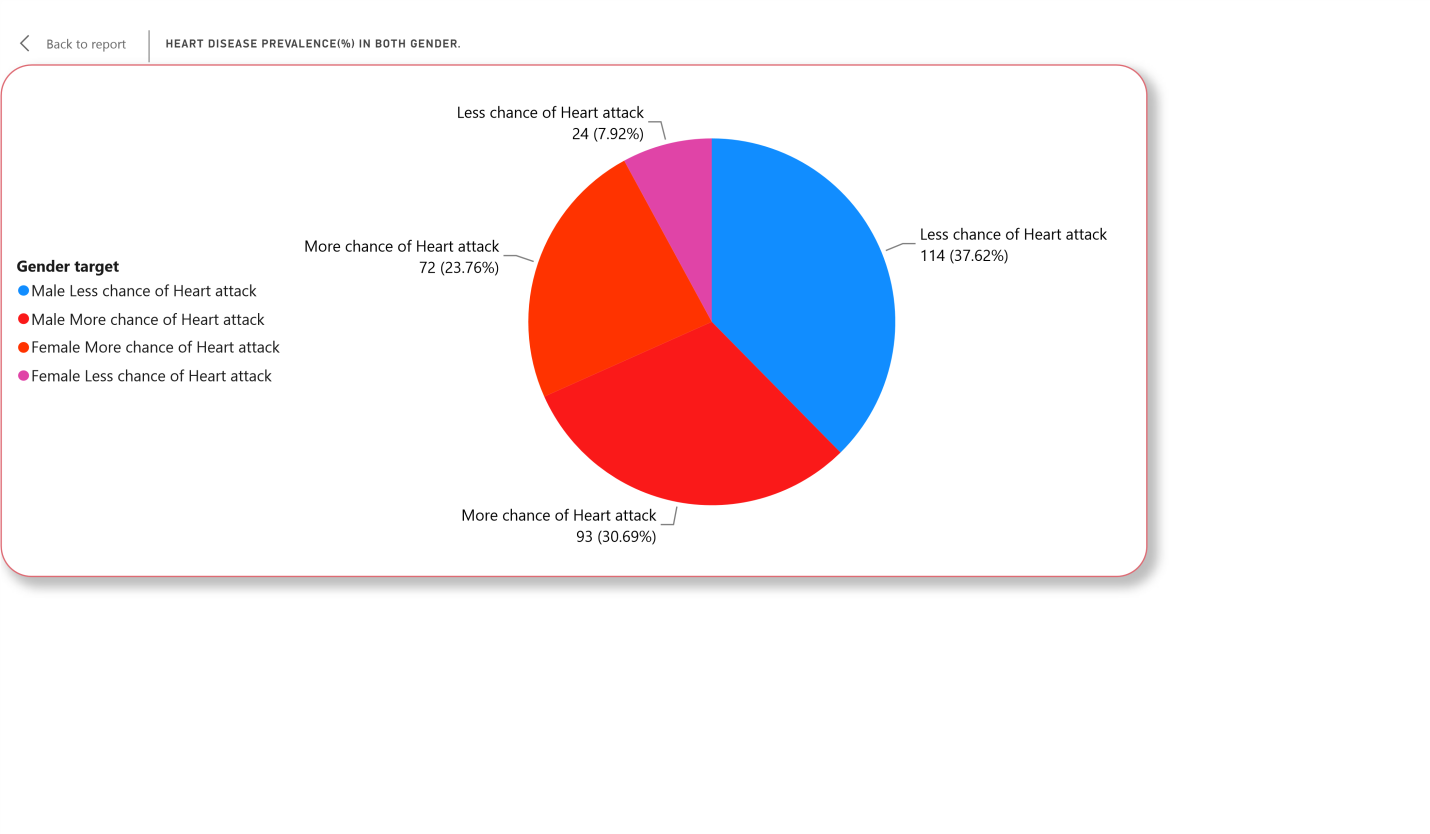 Back to report
HEART DISEASE PREVALENCE(%) IN BOTH GENDER.
Less chance of Heart attack
24 (7.92%)
Less chance of Heart attack
114 (37.62%)
More chance of Heart attack
72 (23.76%)
Gender target
Male Less chance of Heart attack
Male More chance of Heart attack
Female More chance of Heart attack
Female Less chance of Heart attack
More chance of Heart attack
93 (30.69%)